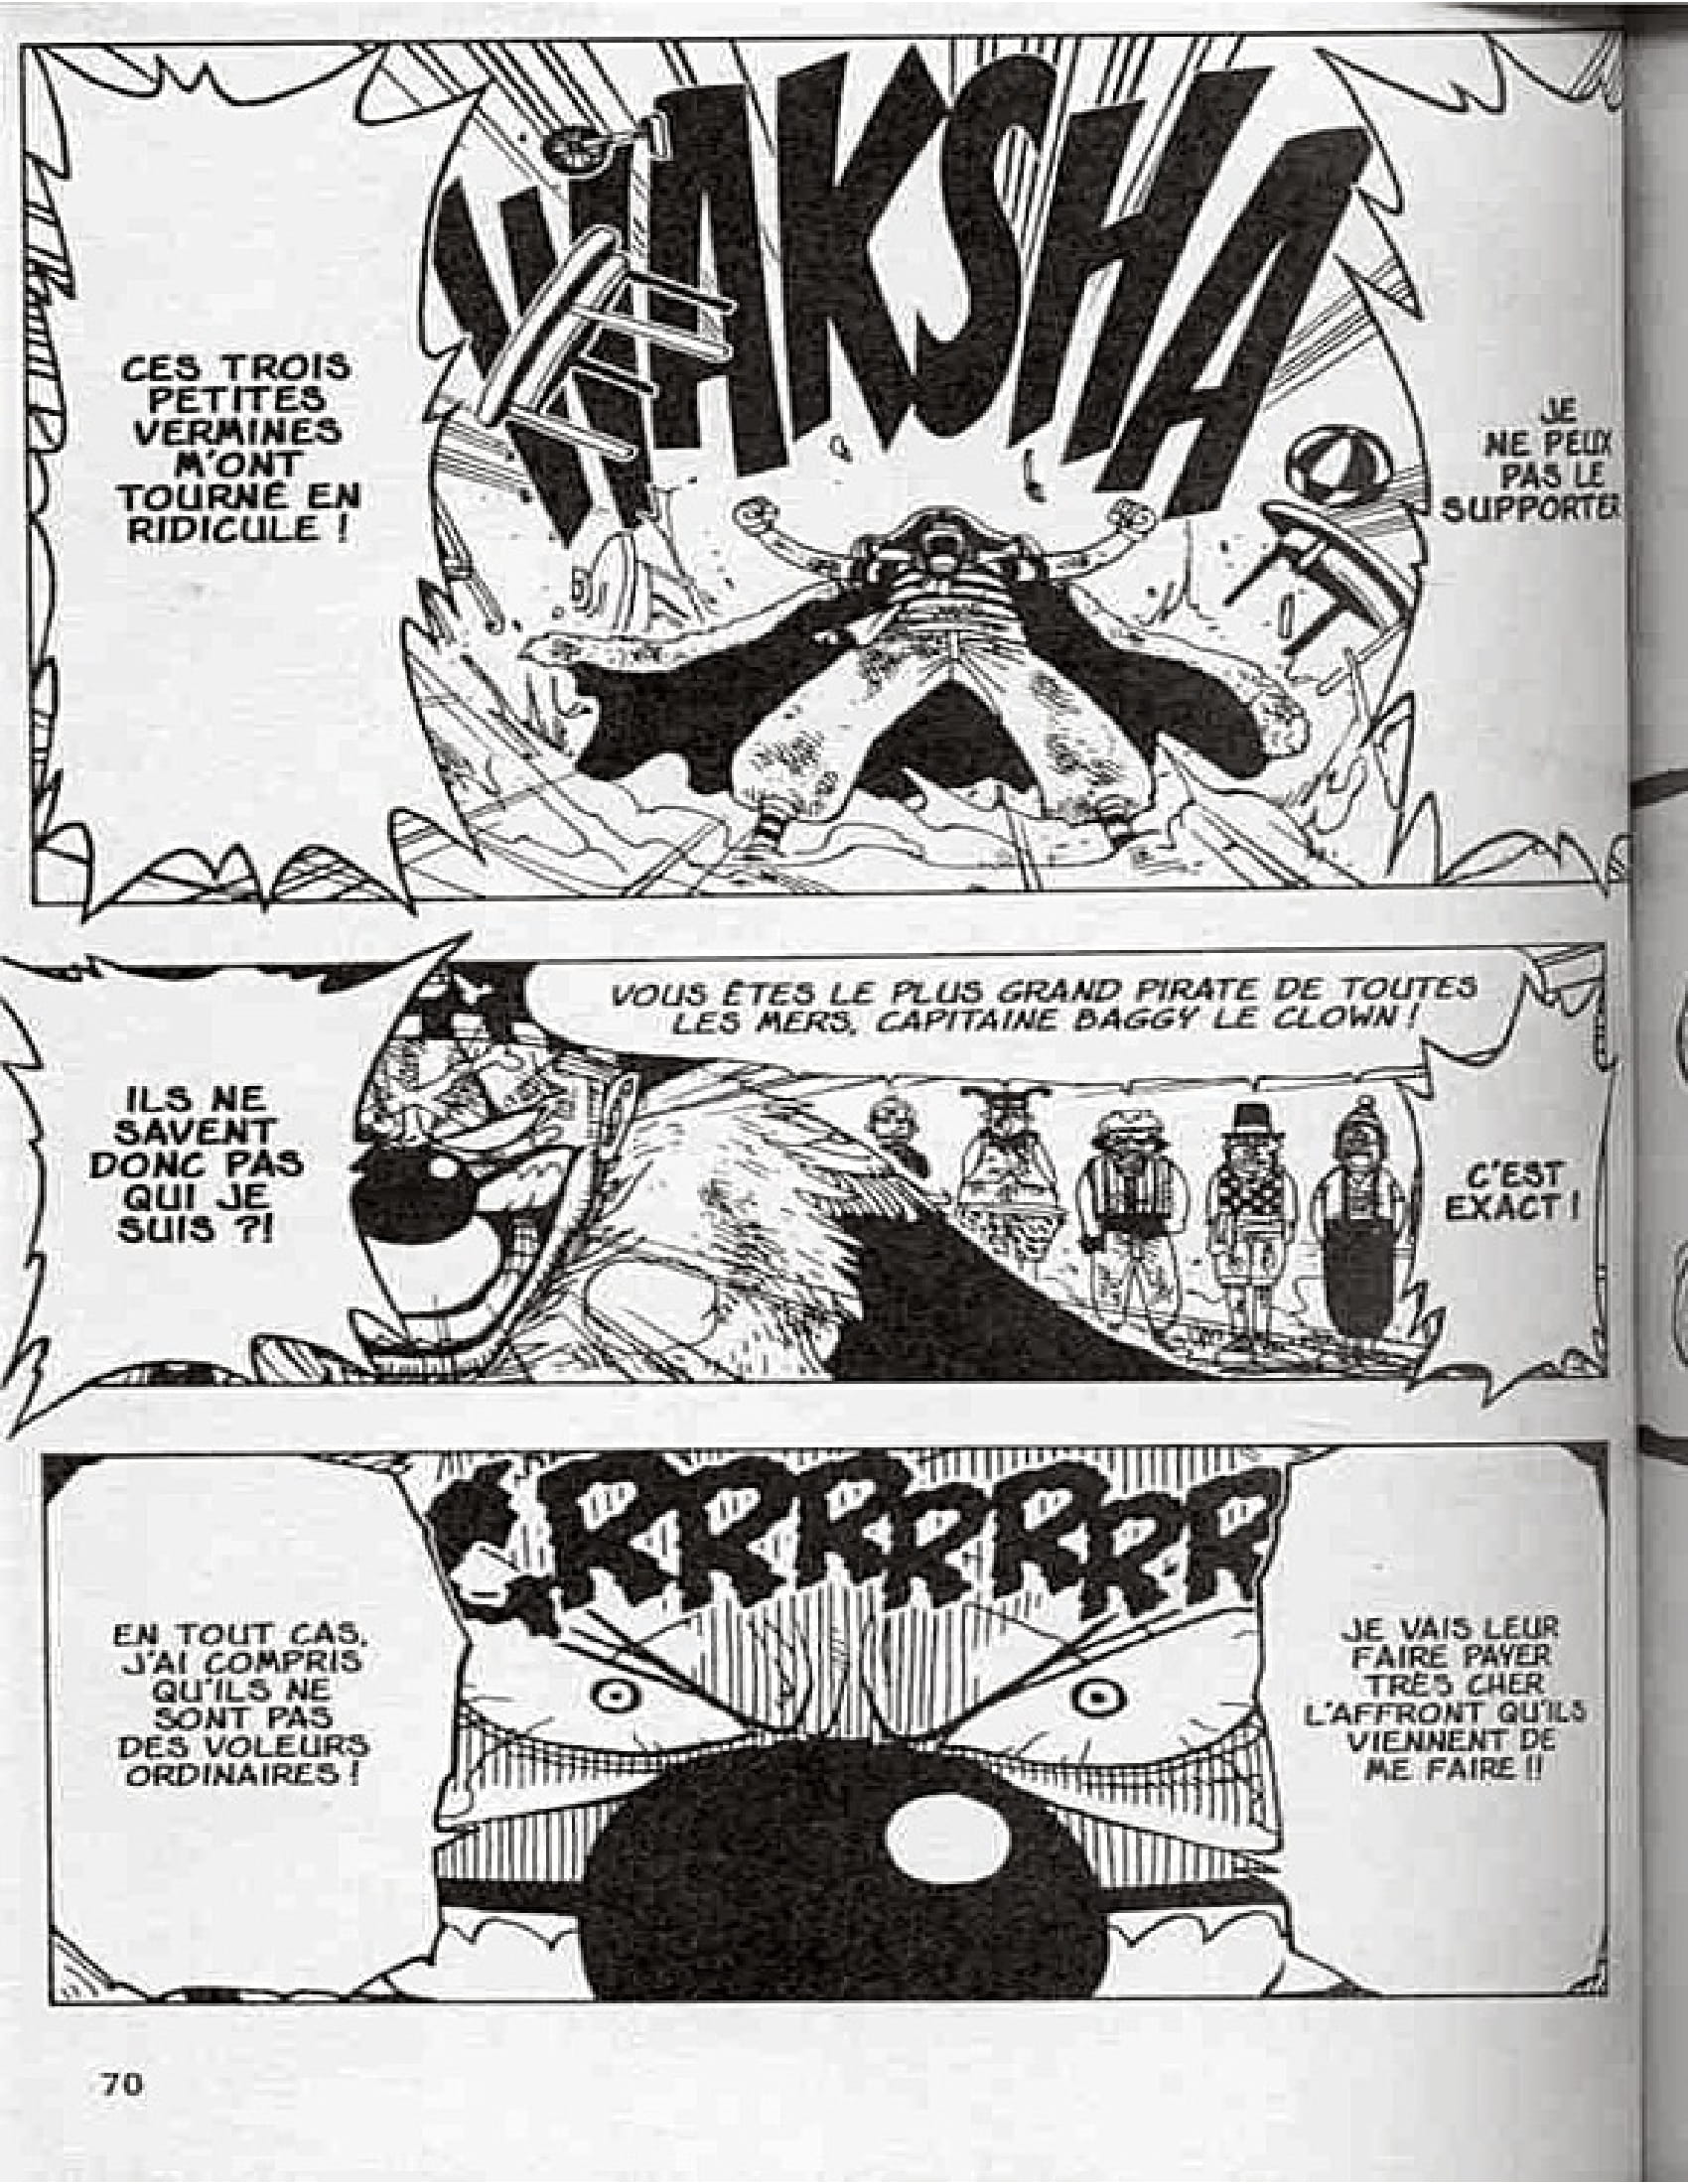 WAKSHA
JE
NE PEUX
PAS LE
SUPPORTER
CES TROIS
PETITES
VERMINES
M'ONT
TOURNÉ EN
RIDICULE !
VOUS ÊTES LE PLUS GRAND PIRATE DE TOUTES
LES MERS, CAPITAINE BAGGY LE CLOWN !
C'EST
EXACT !
ILS NE
SAVENT
DONC PAS
QUI JE
SUIS ?!
RRRRRRR
JE VAIS LEUR
FAIRE PAYER
TRÈS CHER
L'AFFRONT QU'ILS
VIENNENT DE
ME FAIRE !!
EN TOUT CAS,
J'AI COMPRIS
QU'ILS NE
SONT PAS
DES VOLEURS
ORDINAIRES !
70